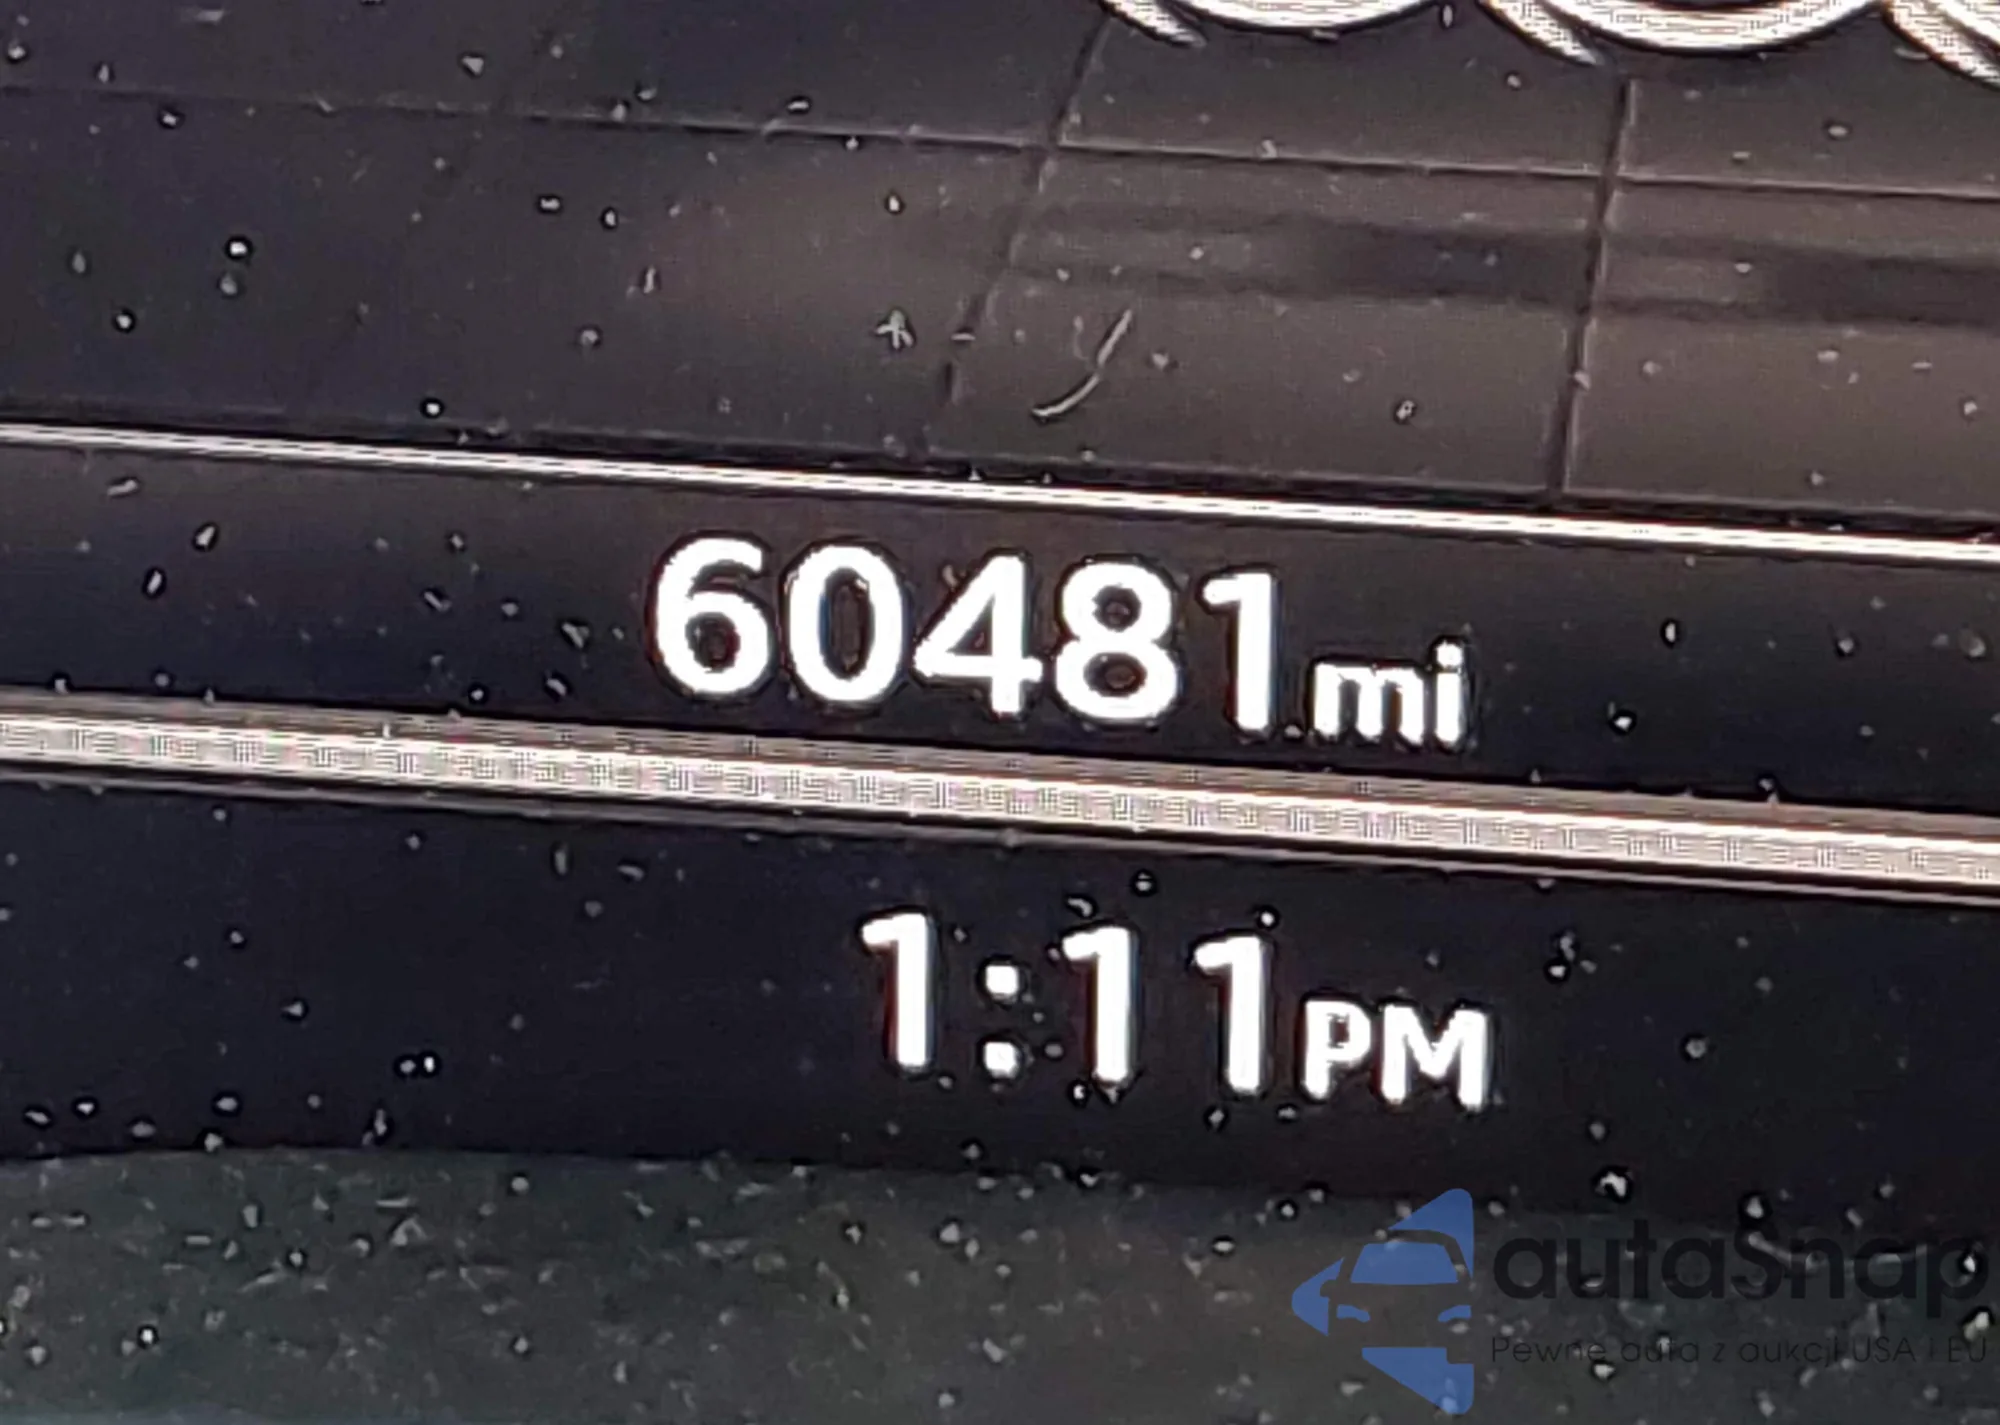 60481mi
1:11PM
autaSnap
Pewne auta z aukcji USA i EU